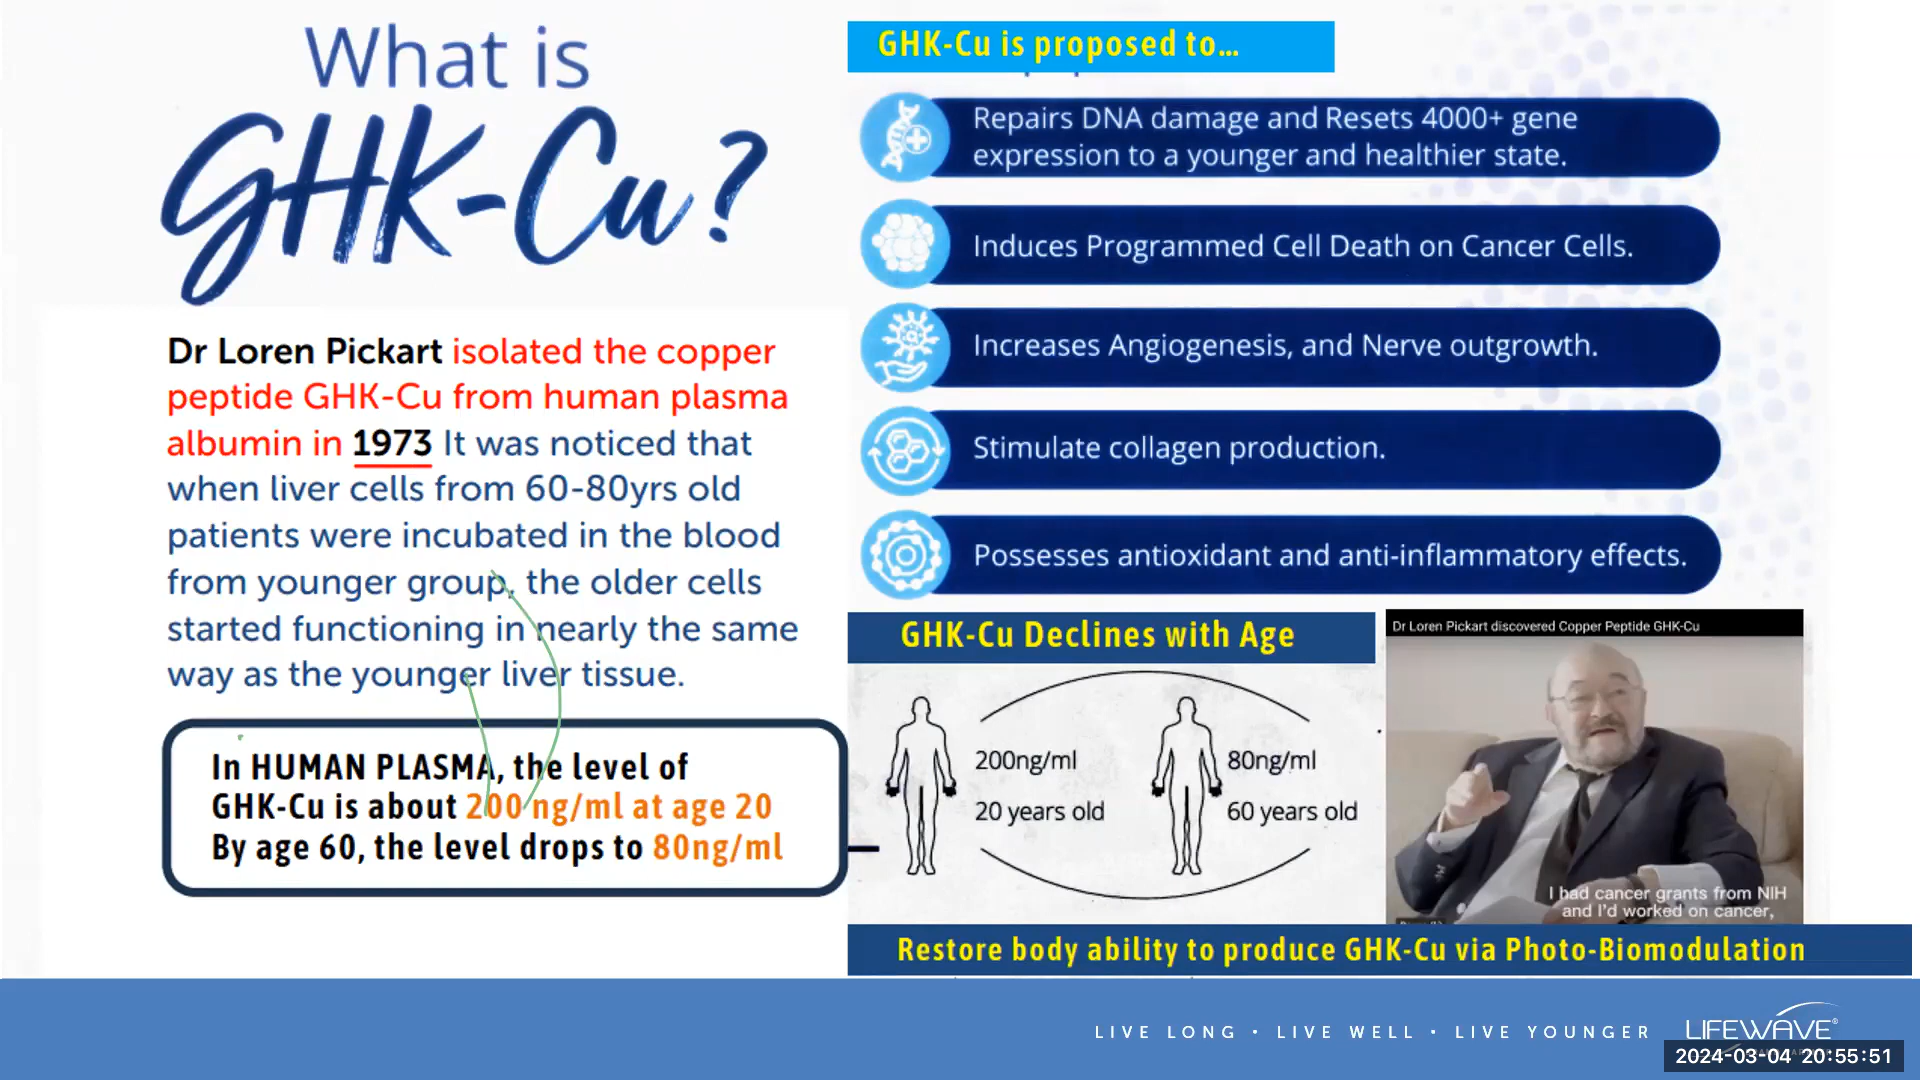 What is
GHK-Cu?
Dr Loren Pickart isolated the copper
peptide GHK-Cu from human plasma
albumin in 1973 It was noticed that
when liver cells from 60-80yrs old
patients were incubated in the blood
from younger group, the older cells
started functioning in nearly the same
way as the younger liver tissue.
In HUMAN PLASMA, the level of
GHK-Cu is about 200 ng/ml at age 20
By age 60, the level drops to 80ng/ml
GHK-Cu is proposed to...
Repairs DNA damage and Resets 4000+ gene
expression to a younger and healthier state.
Induces Programmed Cell Death on Cancer Cells.
Increases Angiogenesis, and Nerve outgrowth.
Stimulate collagen production.
Possesses antioxidant and anti-inflammatory effects.
GHK-Cu Declines with Age
200ng/ml
20 years old
80ng/ml
60 years old
Dr Loren Pickart discovered Copper Peptide GHK-Cu
I had cancer grants from NIH
and I'd worked on cancer,
Restore body ability to produce GHK-Cu via Photo-Biomodulation
LIVE LONG • LIVE WELL • LIVE YOUNGER
LIFEWAVE®
2024-03-04 20:55:51